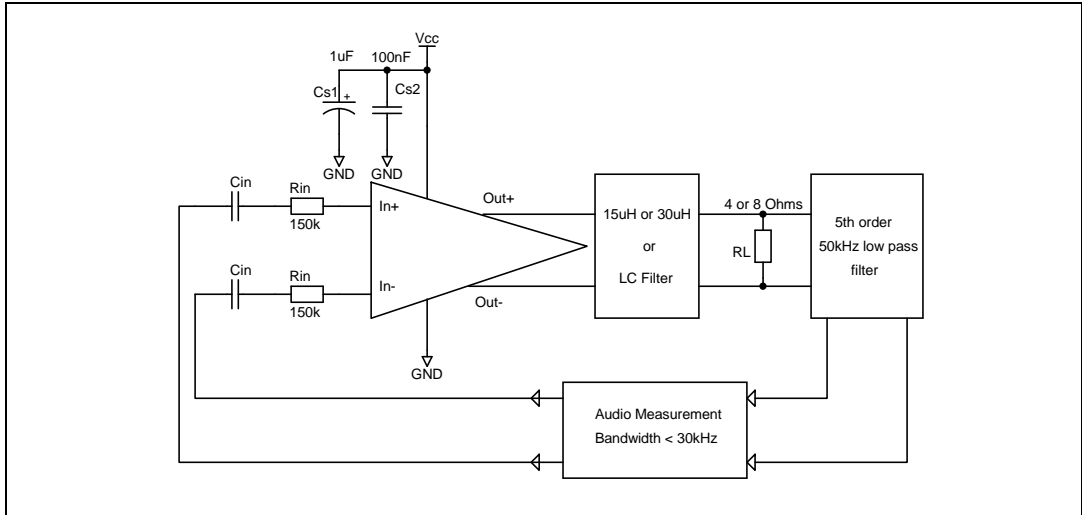 Vcc
1uF
100nF
Cs1
+
Cs2
GND
GND
Cin
Rin
150k
In+
Cin
Rin
150k
In-
Out+
Out-
GND
15uH or 30uH
or
LC Filter
4 or 8 Ohms
RL
5th order
50kHz low pass
filter
Audio Measurement
Bandwidth < 30kHz